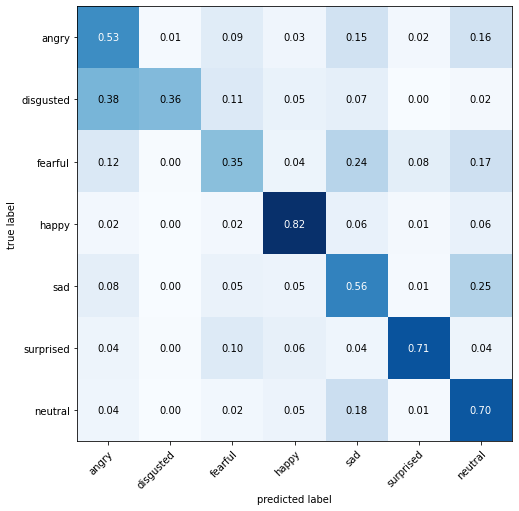 angry 0.53 0.01 0.09 0.03 0.15 0.02 0.16
disgusted 0.38 0.36 0.11 0.05 0.07 0.00 0.02
fearful 0.12 0.00 0.35 0.04 0.24 0.08 0.17
true label
happy 0.02 0.00 0.02 0.82 0.06 0.01 0.06
sad 0.08 0.00 0.05 0.05 0.56 0.01 0.25
surprised 0.04 0.00 0.10 0.06 0.04 0.71 0.04
neutral 0.04 0.00 0.02 0.05 0.18 0.01 0.70
angry disgusted fearful happy sad surprised neutral
predicted label